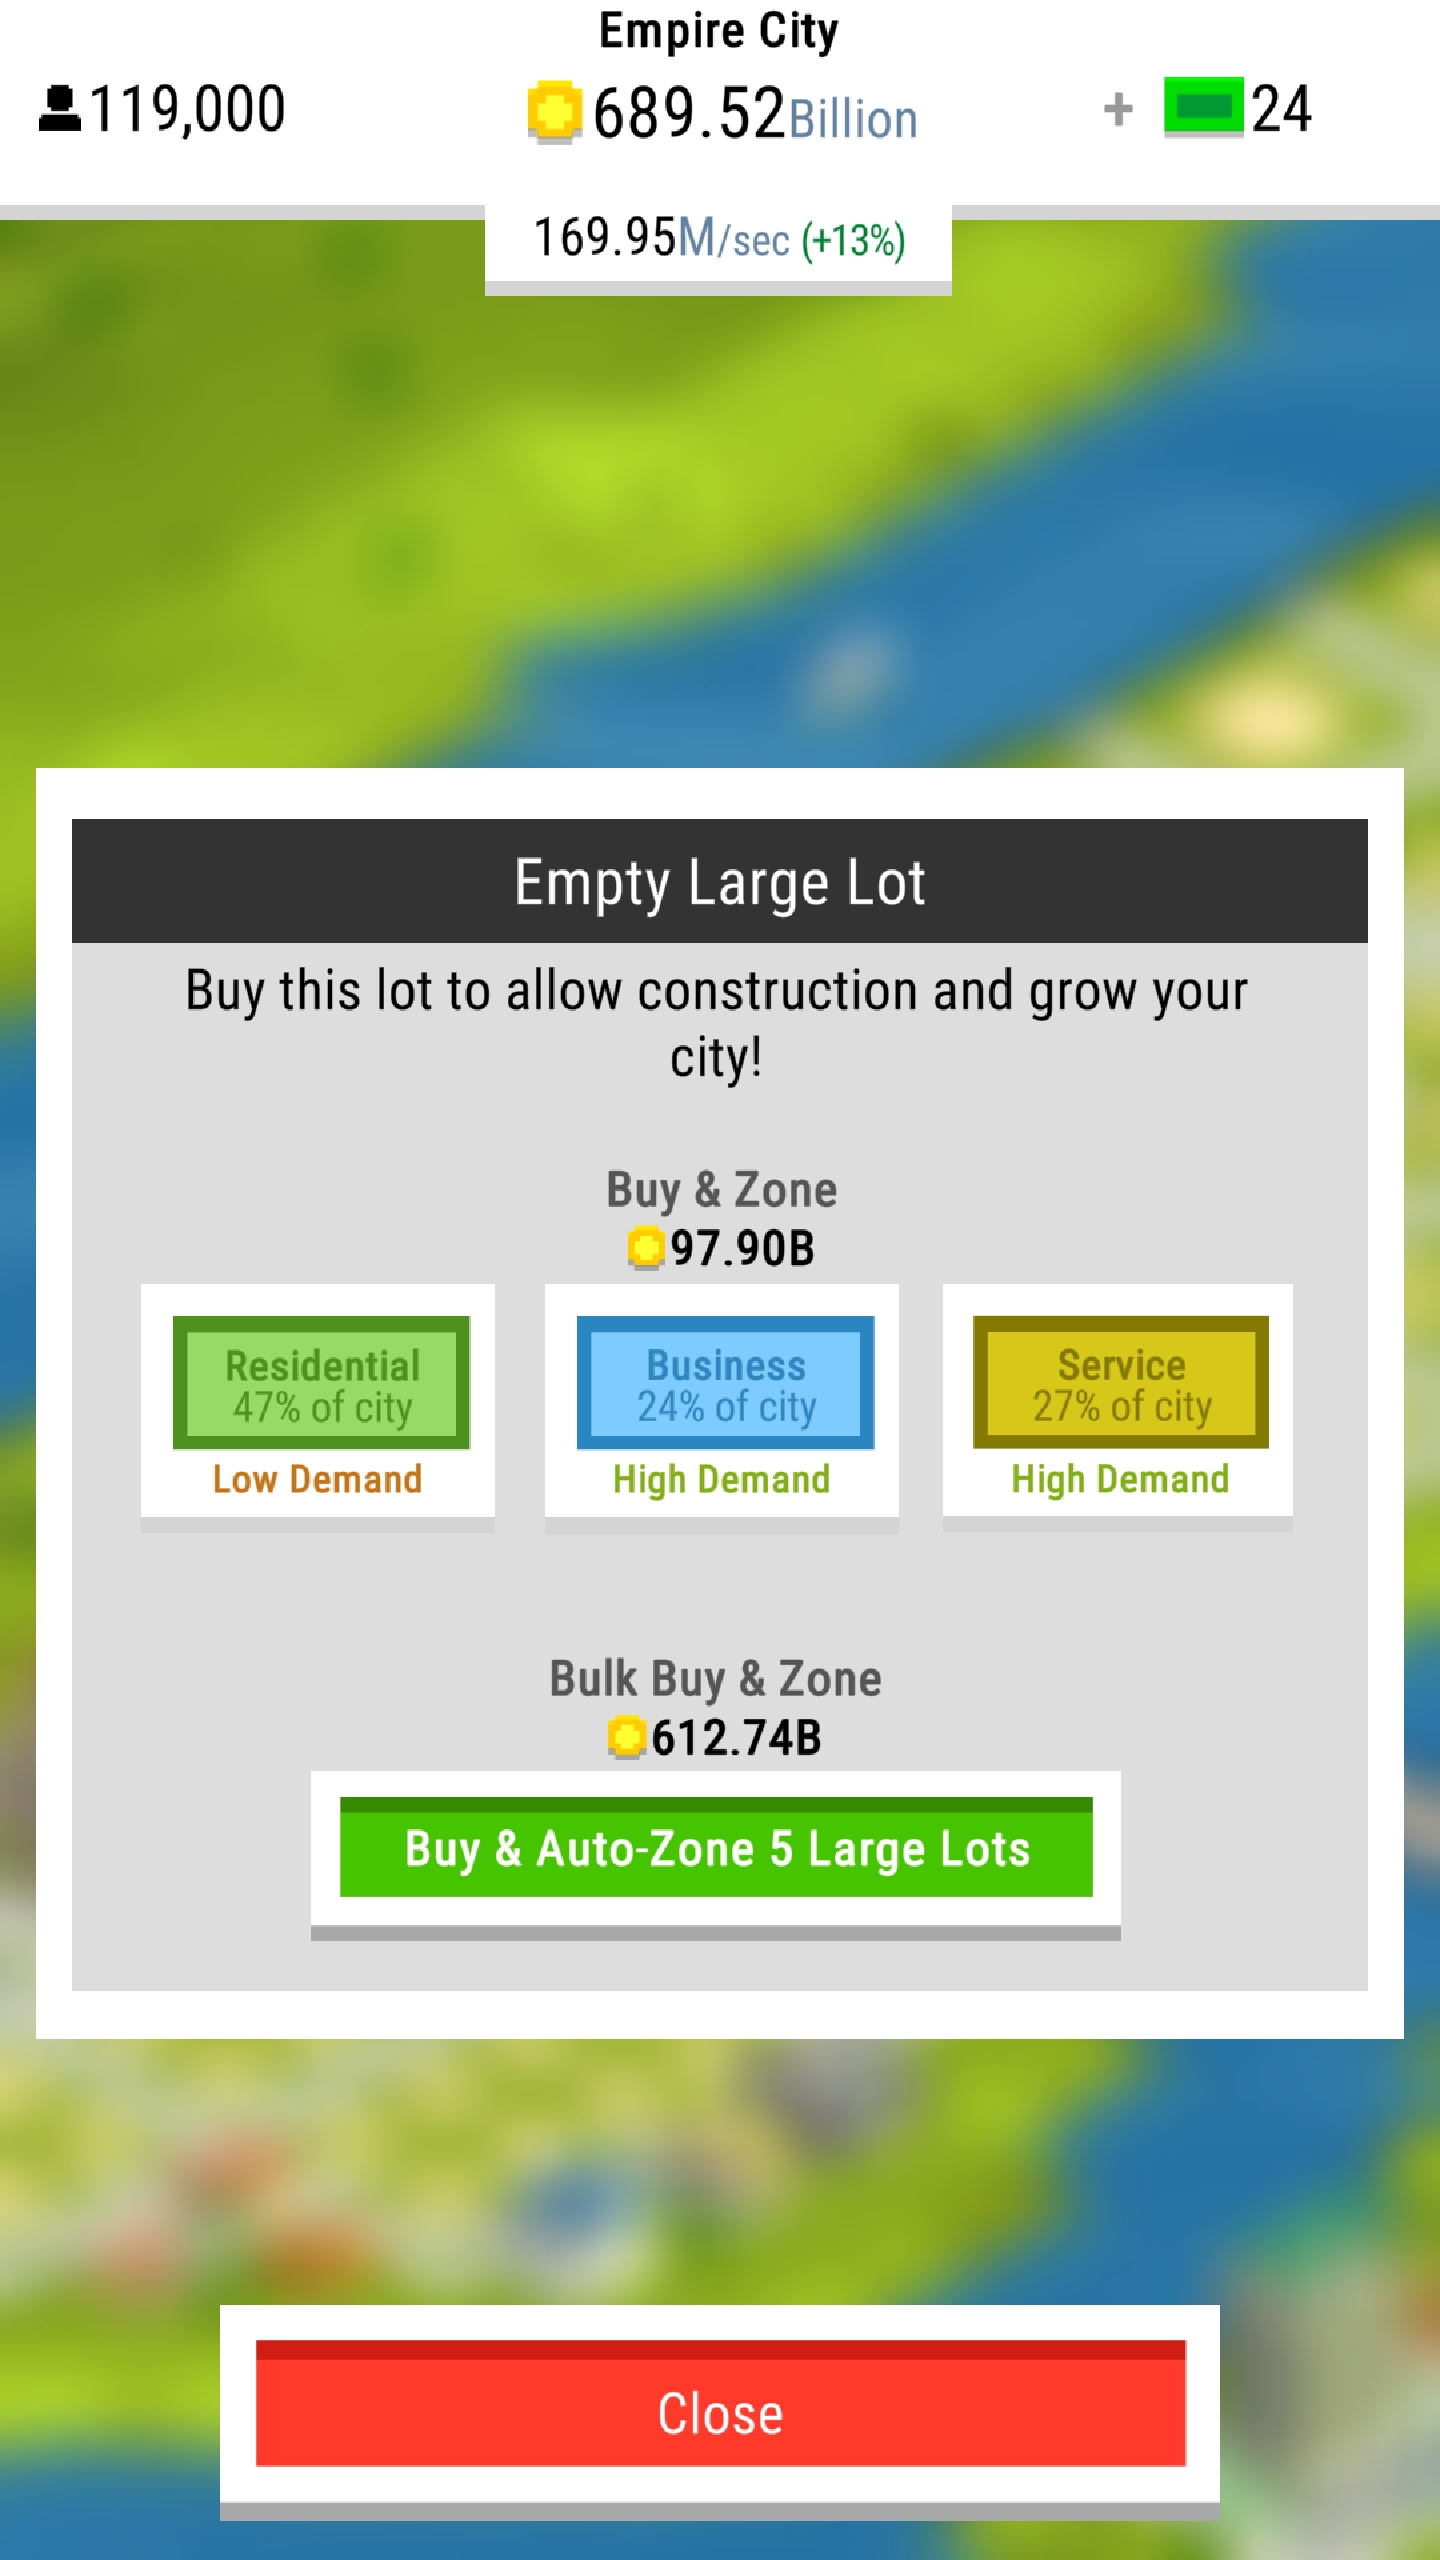 Empire City
119,000
689.52Billion
+ 24
169.95M/sec (+13%)
Empty Large Lot
Buy this lot to allow construction and grow your
city!
Buy & Zone
97.90B
Residential
47% of city
Low Demand
Business
24% of city
High Demand
Service
27% of city
High Demand
Bulk Buy & Zone
612.74B
Buy & Auto-Zone 5 Large Lots
Close